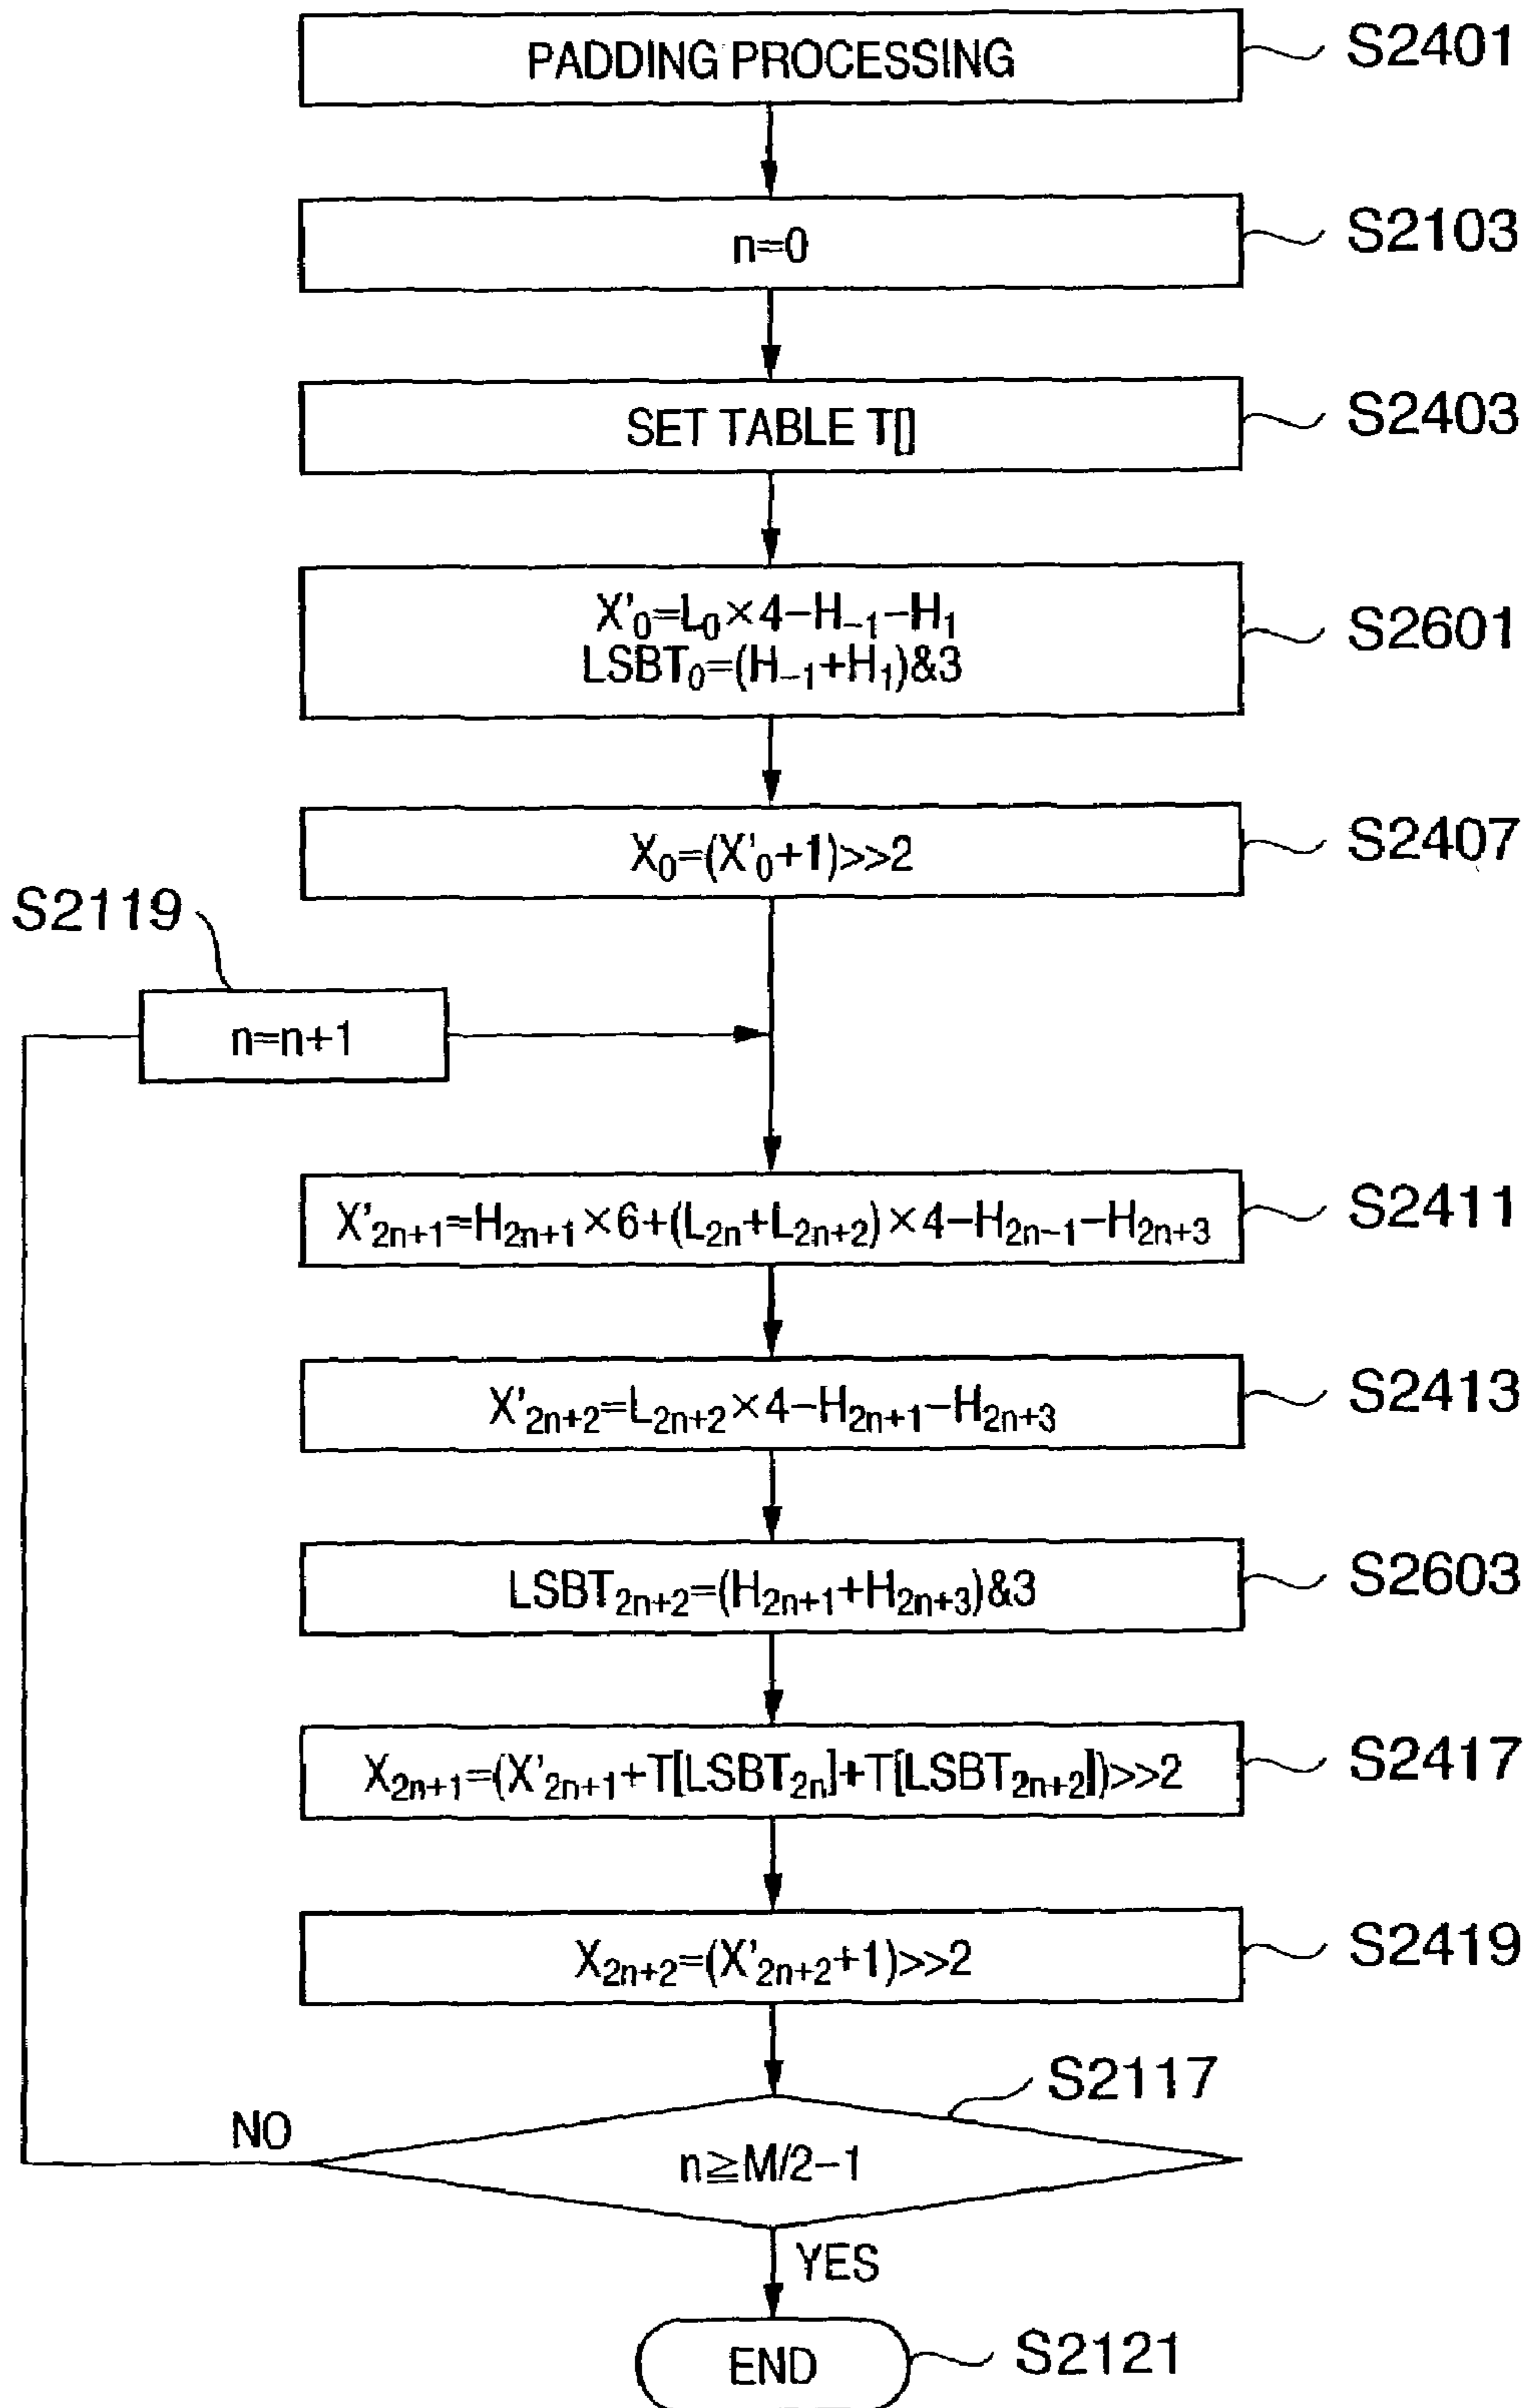 PADDING PROCESSING
S2401
n=0
S2103
SET TABLE T[]
S2403
X'₀=L₀×4−H₋₁−H₁
LSBT₀=(H₋₁+H₁)&3
S2601
X₀=(X'₀+1)>>2
S2407
S2119
n=n+1
X'₂ₙ₊₁=H₂ₙ₊₁×6+(L₂ₙ+L₂ₙ₊₂)×4−H₂ₙ₋₁−H₂ₙ₊₃
S2411
X'₂ₙ₊₂=L₂ₙ₊₂×4−H₂ₙ₊₁−H₂ₙ₊₃
S2413
LSBT₂ₙ₊₂=(H₂ₙ₊₁+H₂ₙ₊₃)&3
S2603
X₂ₙ₊₁=(X'₂ₙ₊₁+T[LSBT₂ₙ]+T[LSBT₂ₙ₊₂])>>2
S2417
X₂ₙ₊₂=(X'₂ₙ₊₂+1)>>2
S2419
S2117
NO
n≧M/2−1
YES
END
S2121